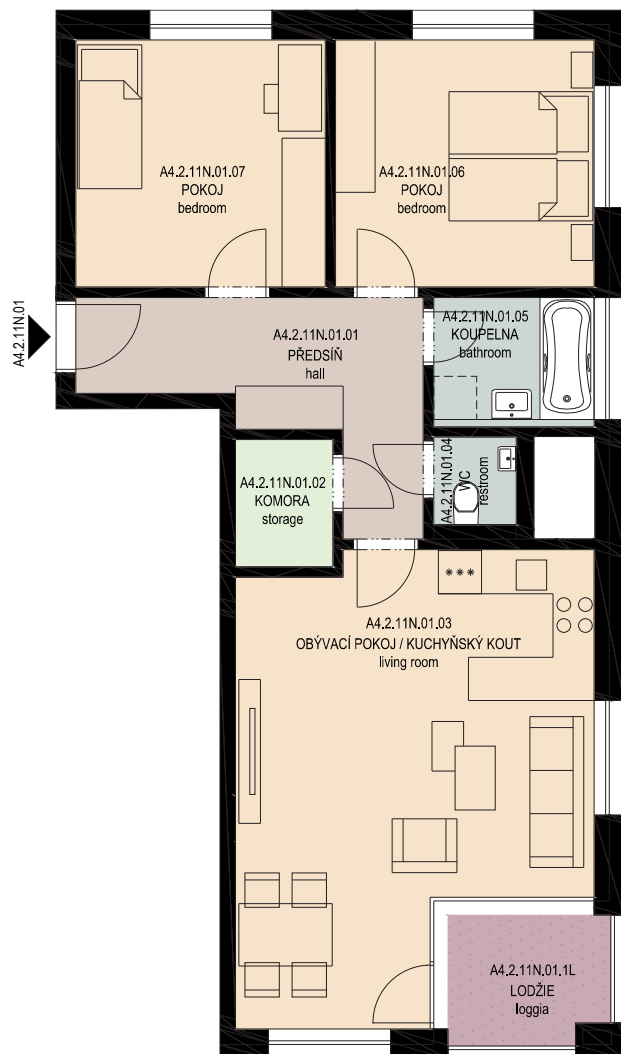 A4.2.11N.01.07
POKOJ
bedroom
A4.2.11N.01.06
POKOJ
bedroom
A4.2.11N.01
A4.2.11N.01.01
PŘEDSÍŇ
hall
A4.2.11N.01.05
KOUPELNA
bathroom
A4.2.11N.01.02
KOMORA
storage
A4.2.11N.01.04
WC
restroom
A4.2.11N.01.03
OBÝVACÍ POKOJ / KUCHYŇSKÝ KOUT
living room
A4.2.11N.01.1L
LODŽIE
loggia